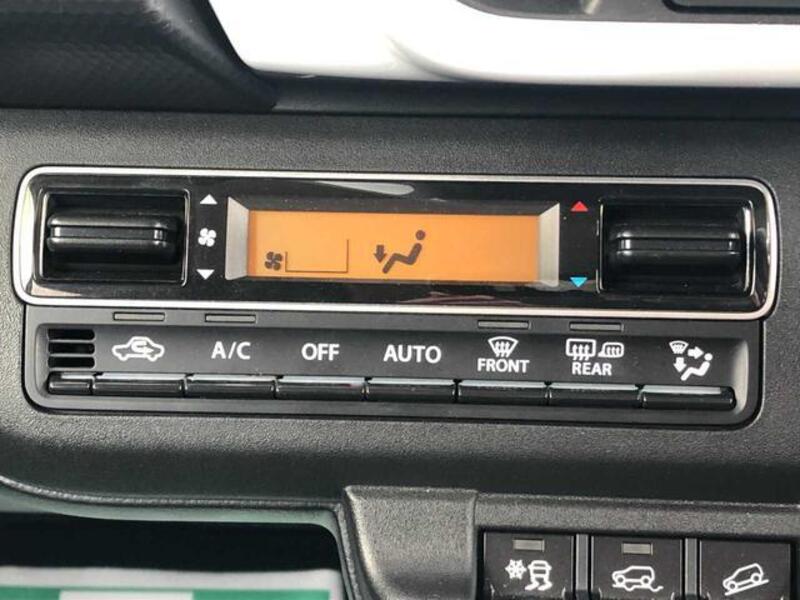 A/C OFF AUTO FRONT REAR